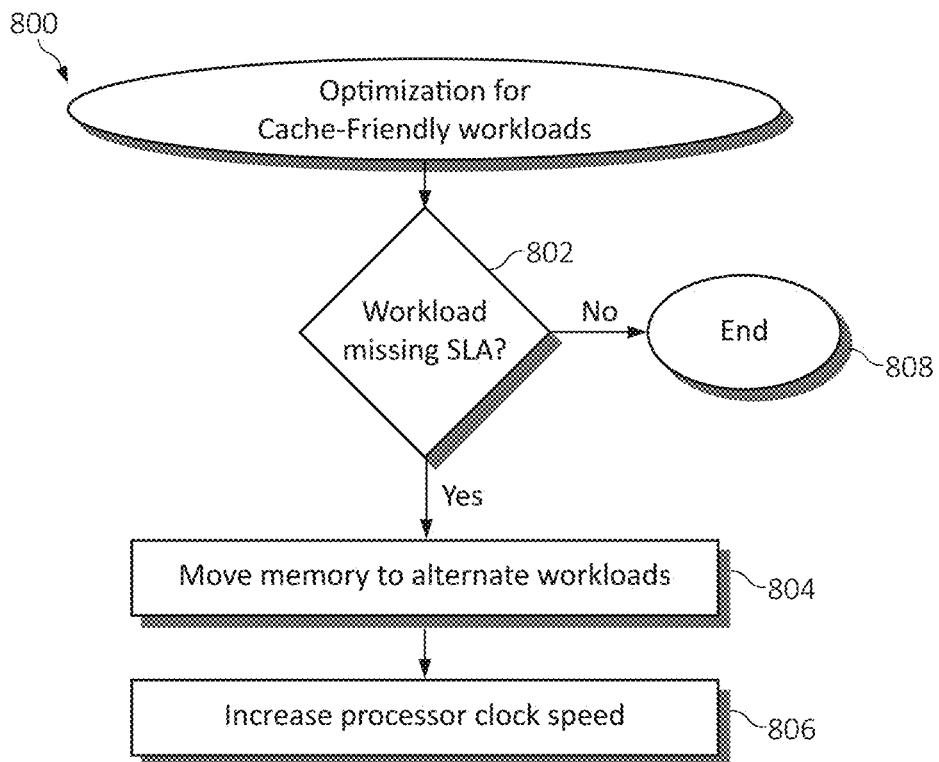 800
Optimization for
Cache-Friendly workloads
802
Workload
missing SLA?
No
End
808
Yes
Move memory to alternate workloads
804
Increase processor clock speed
806